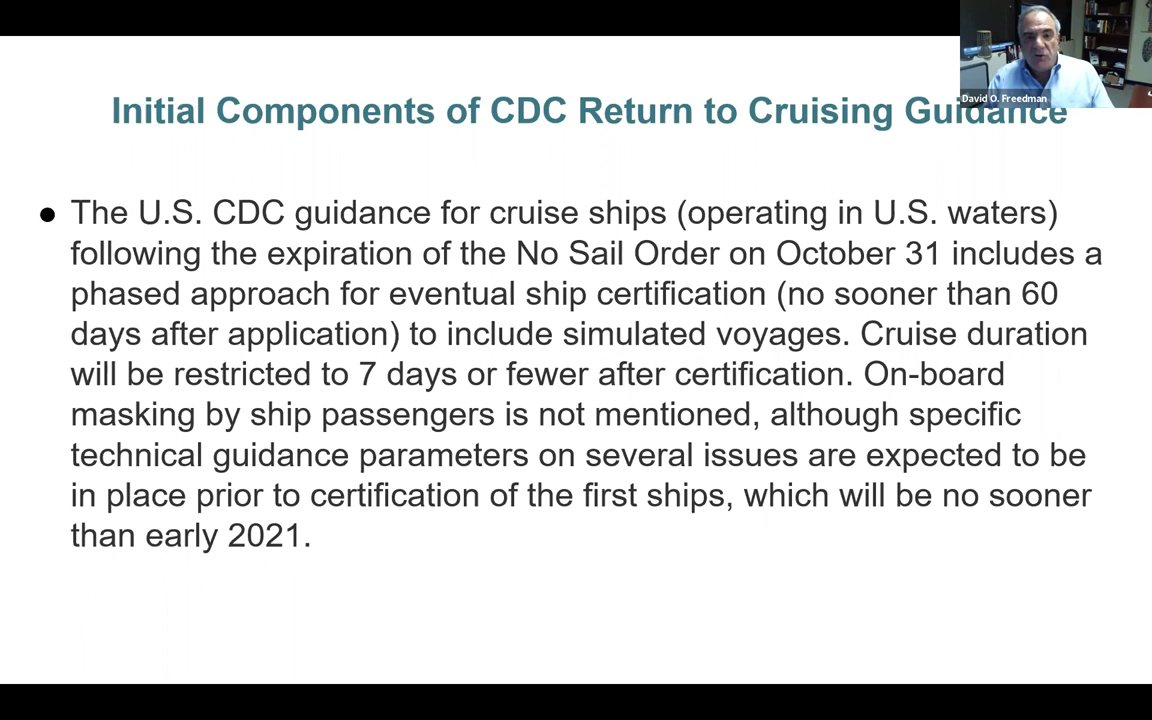 David O. Freedman
Initial Components of CDC Return to Cruising Guidance
● The U.S. CDC guidance for cruise ships (operating in U.S. waters)
following the expiration of the No Sail Order on October 31 includes a
phased approach for eventual ship certification (no sooner than 60
days after application) to include simulated voyages. Cruise duration
will be restricted to 7 days or fewer after certification. On-board
masking by ship passengers is not mentioned, although specific
technical guidance parameters on several issues are expected to be
in place prior to certification of the first ships, which will be no sooner
than early 2021.